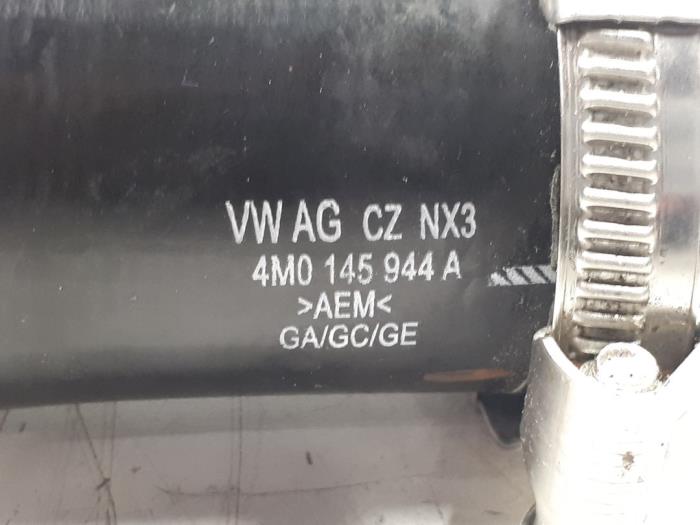 VW AG CZ NX3
4M0 145 944 A
>AEM<
GA/GC/GE